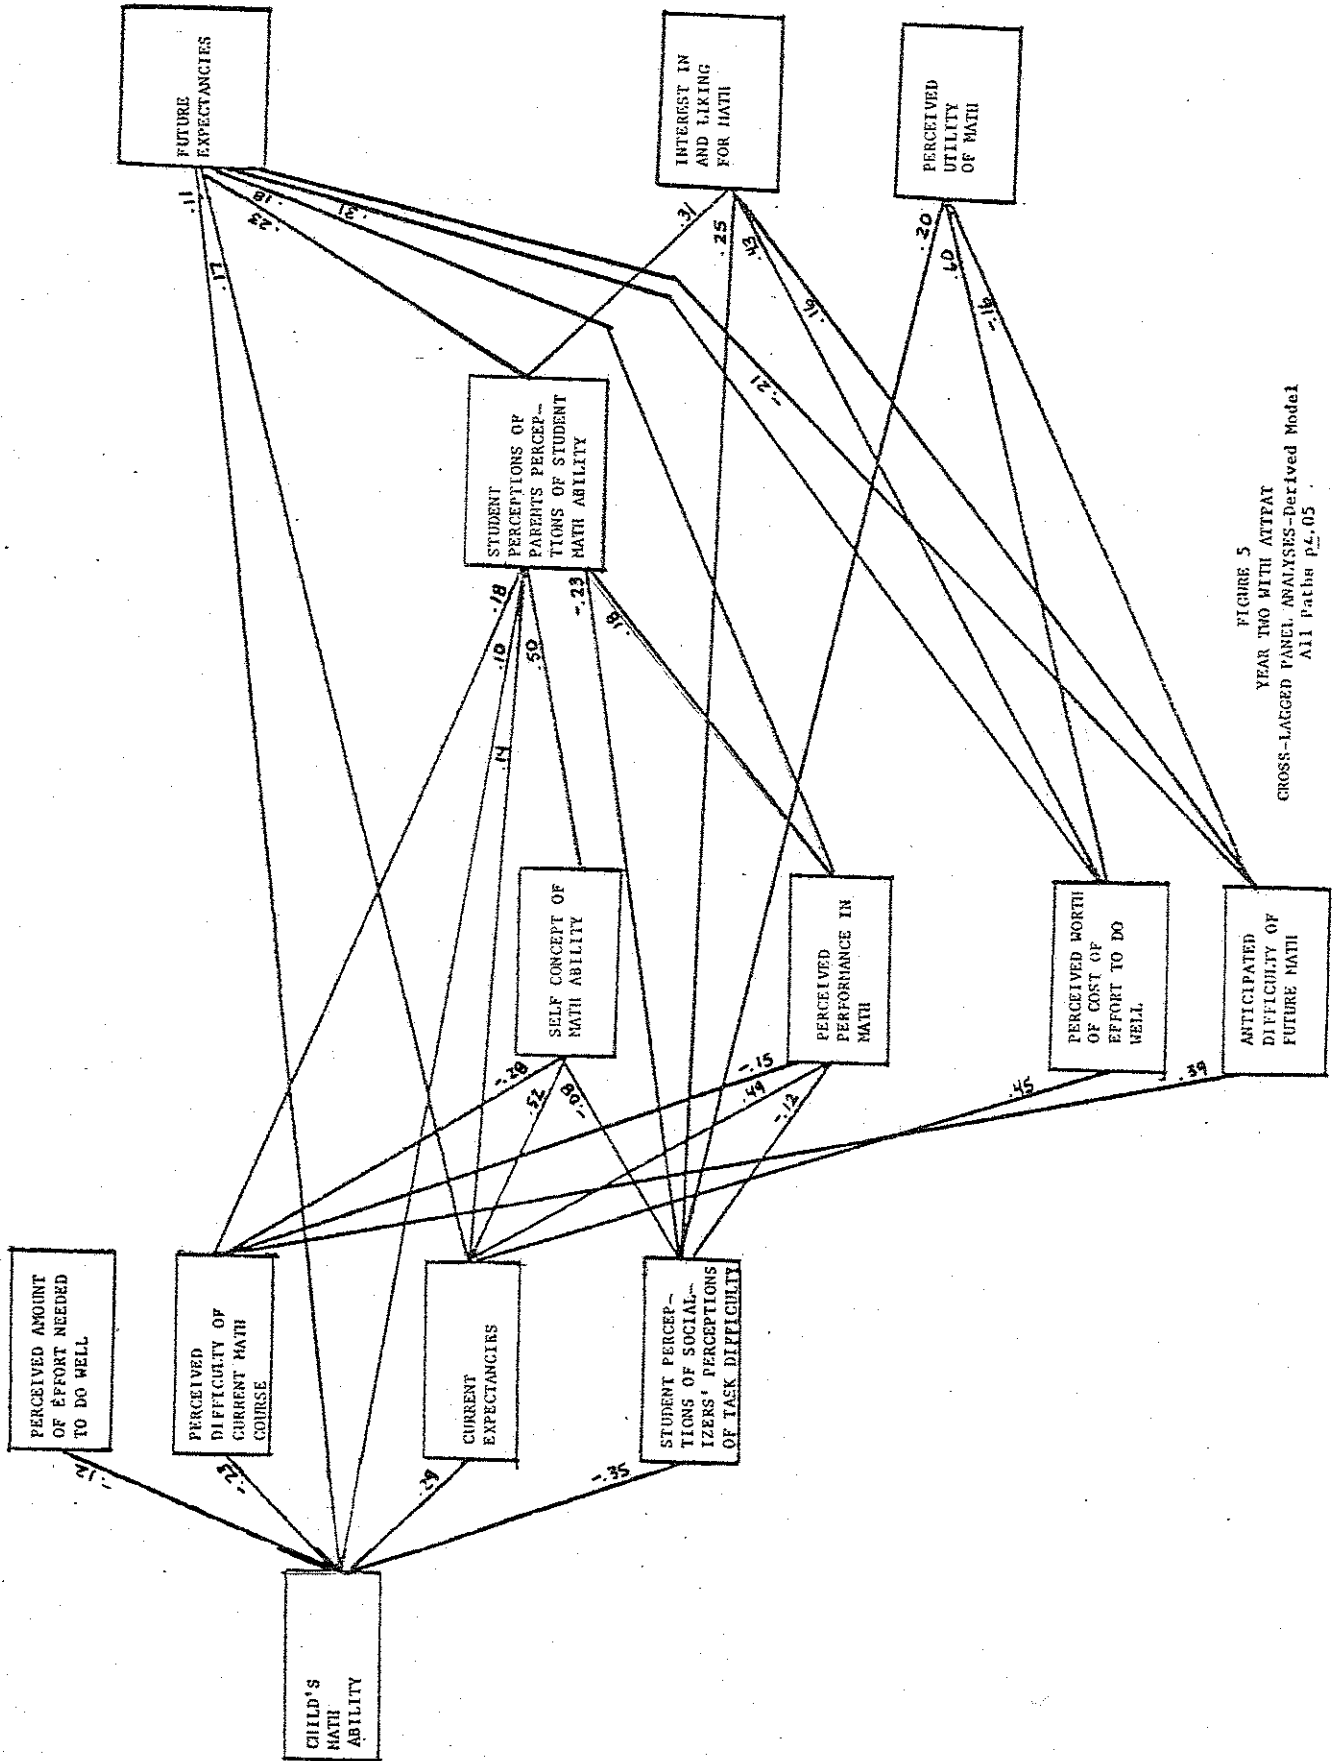 PERCEIVED AMOUNT
OF EFFORT NEEDED
TO DO WELL
PERCEIVED
DIFFICULTY OF
CURRENT MATH
COURSE
CURRENT
EXPECTANCIES
STUDENT PERCEP-
TIONS OF SOCIAL-
IZERS' PERCEPTIONS
OF TASK DIFFICULTY
CHILD'S
MATH
ABILITY
-.12
-.23
.29
-.35
SELF CONCEPT OF
MATH ABILITY
PERCEIVED
PERFORMANCE IN
MATH
PERCEIVED WORTH
OF COST OF
EFFORT TO DO
WELL
ANTICIPATED
DIFFICULTY OF
FUTURE MATH
-.28
.52
-.08
-.15
.49
-.12
.45
.39
STUDENT
PERCEPTIONS OF
PARENTS PERCEP-
TIONS OF STUDENT
MATH ABILITY
.18
.10
.14
.50
-.23
.18
FUTURE
EXPECTANCIES
.11
.17
.23
.18
.31
-.21
INTEREST IN
AND LIKING
FOR MATH
.31
.25
.43
.16
PERCEIVED
UTILITY
OF MATH
.20
.60
-.16
FIGURE 5
YEAR TWO WITH ATTPAT
CROSS-LAGGED PANEL ANALYSES-Derived Model
All Paths p≤.05